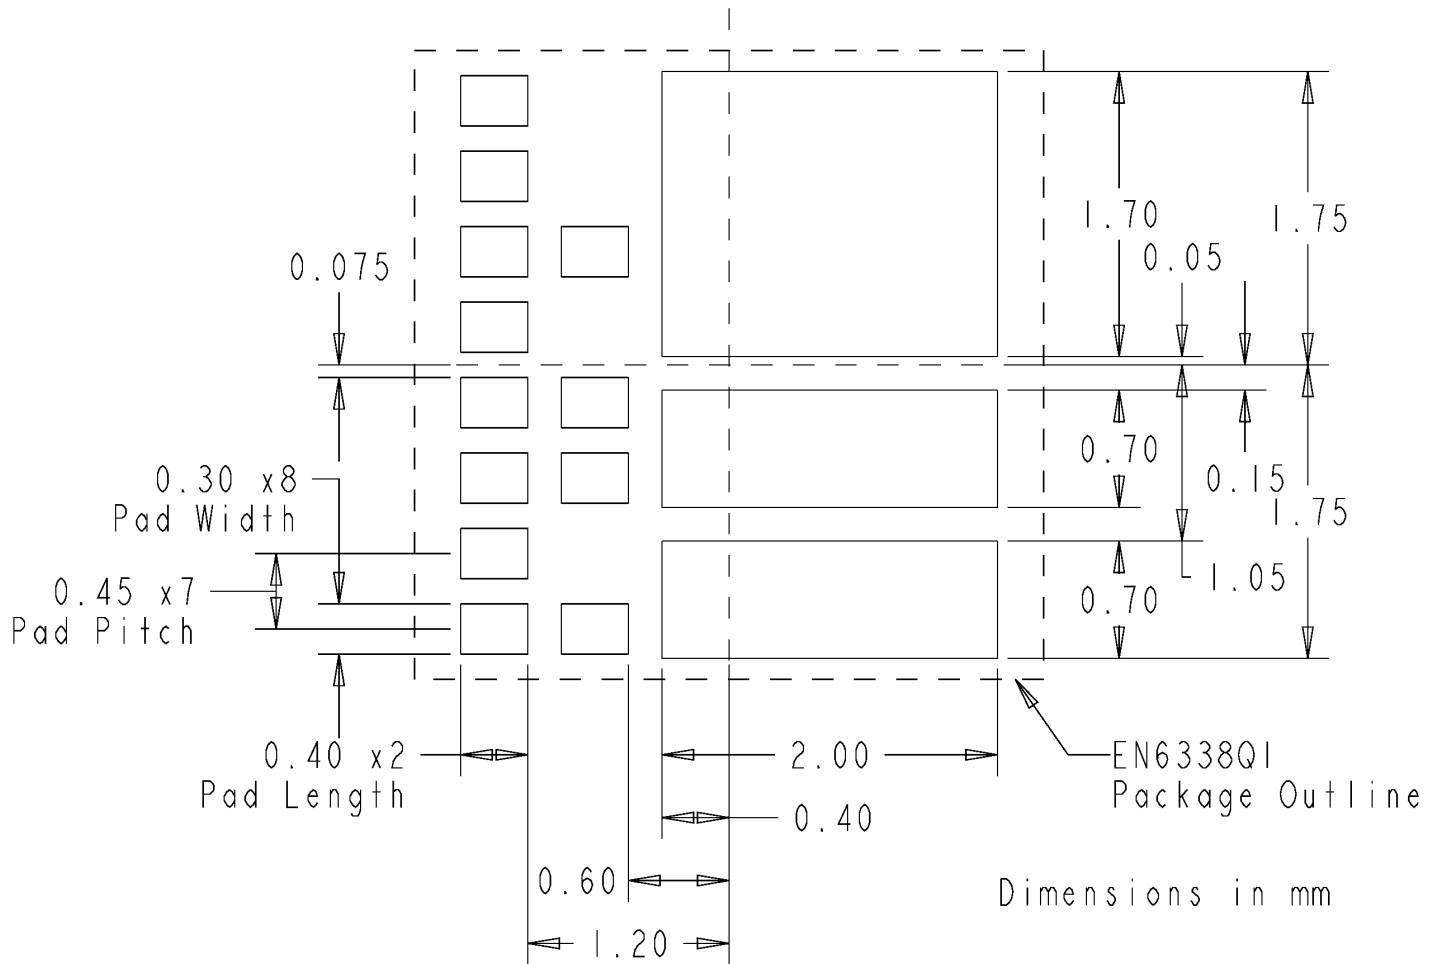 1.70
1.75
0.05
0.075
0.70
0.15
1.75
0.30 x8
Pad Width
1.05
0.45 x7
Pad Pitch
0.70
0.40 x2
Pad Length
2.00
EN6338QI
Package Outline
0.40
0.60
Dimensions in mm
1.20